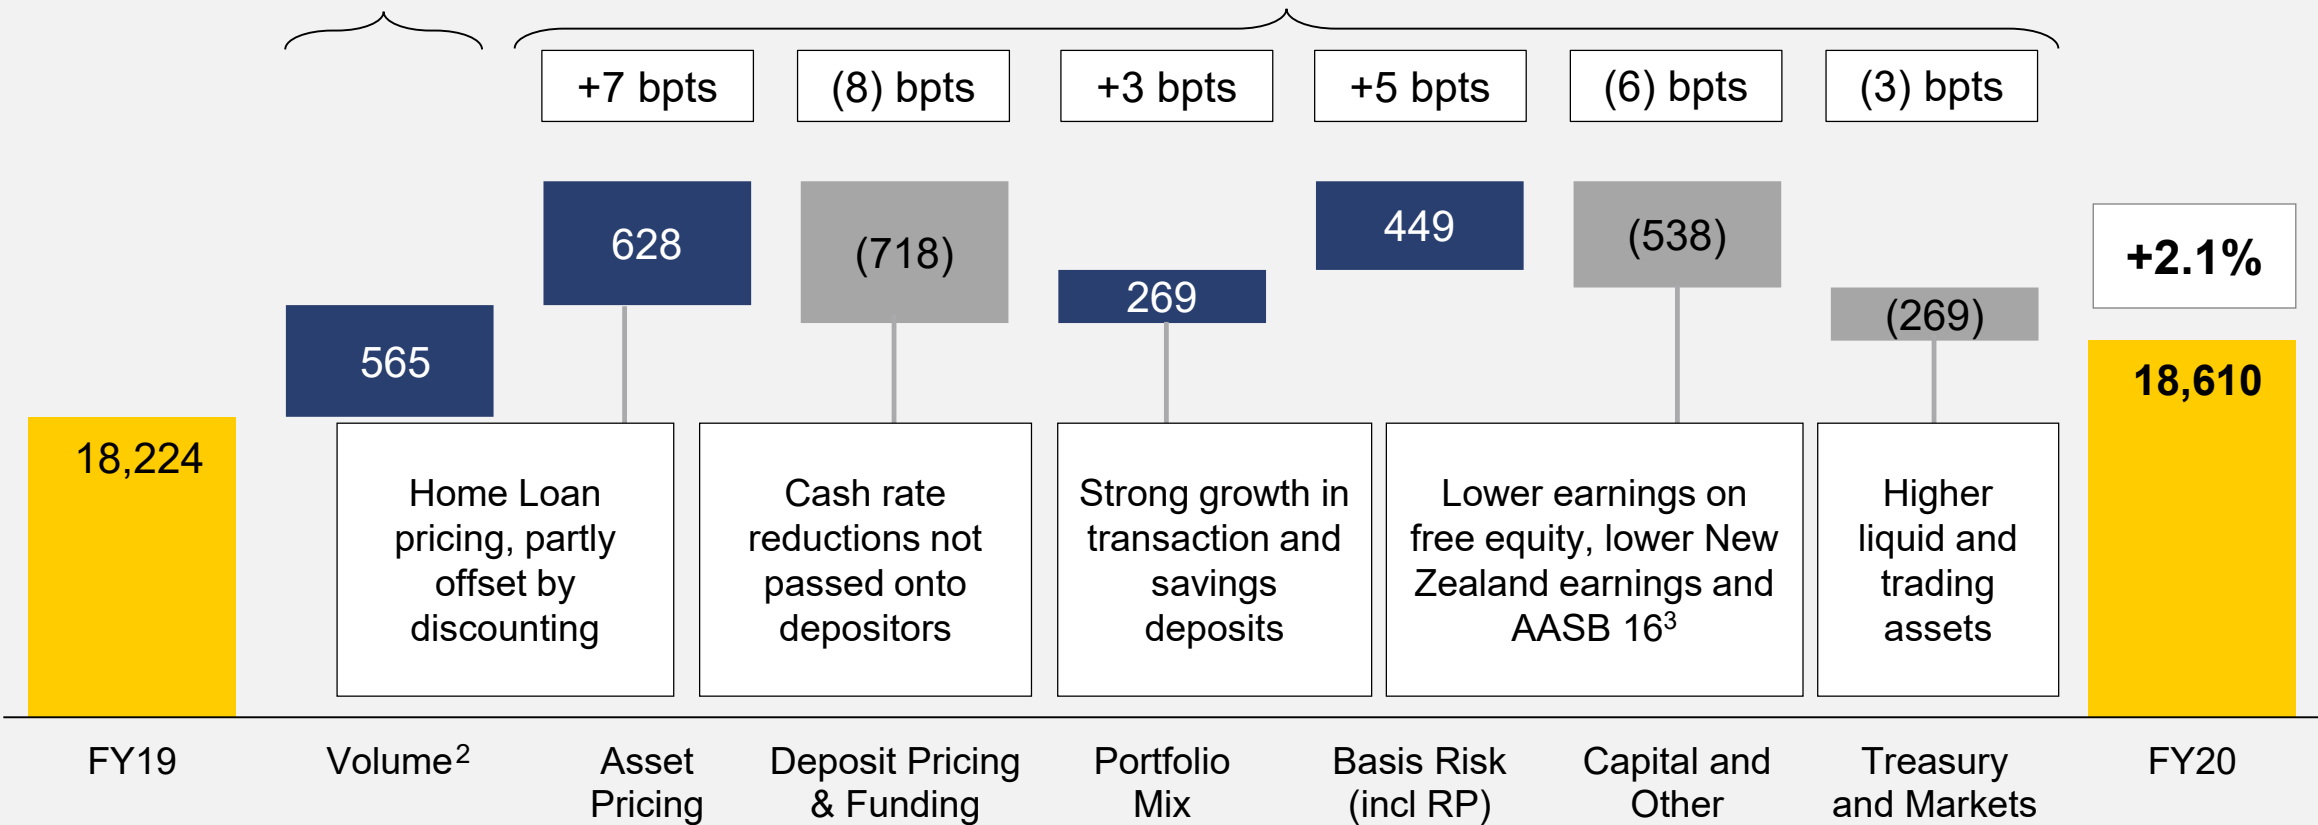 +7 bpts
(8) bpts
+3 bpts
+5 bpts
(6) bpts
(3) bpts
18,224
565
628
(718)
269
449
(538)
(269)
+2.1%
18,610
Home Loan
pricing, partly
offset by
discounting
Cash rate
reductions not
passed onto
depositors
Strong growth in
transaction and
savings
deposits
Lower earnings on
free equity, lower New
Zealand earnings and
AASB 16³
Higher
liquid and
trading
assets
FY19
Volume²
Asset
Pricing
Deposit Pricing
& Funding
Portfolio
Mix
Basis Risk
(incl RP)
Capital and
Other
Treasury
and Markets
FY20